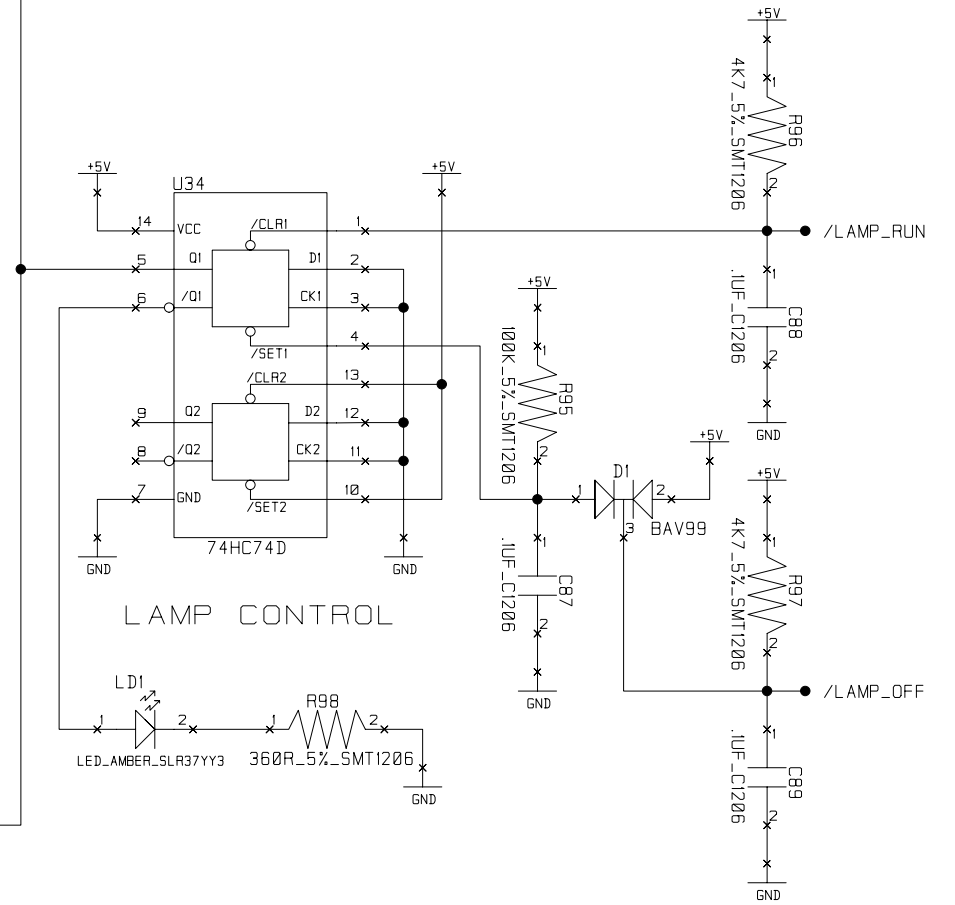 +5V
1
4K7_5%_SMT1206
R96
2
/LAMP_RUN
1
.1UF_C1206
C88
2
GND
+5V
U34
+5V
14
VCC
/CLR1
1
5
Q1
D1
2
6
/Q1
CK1
3
/SET1
4
/CLR2
13
9
Q2
D2
12
8
/Q2
CK2
11
7
GND
/SET2
10
74HC74D
GND
GND
LAMP CONTROL
+5V
1
100K_5%_SMT1206
R95
2
1
D1
2
3
BAV99
+5V
1
.1UF_C1206
C87
2
GND
+5V
1
4K7_5%_SMT1206
R97
2
/LAMP_OFF
1
.1UF_C1206
C89
2
GND
LD1
1
2
LED_AMBER_SLR37YY3
R98
1
2
360R_5%_SMT1206
GND